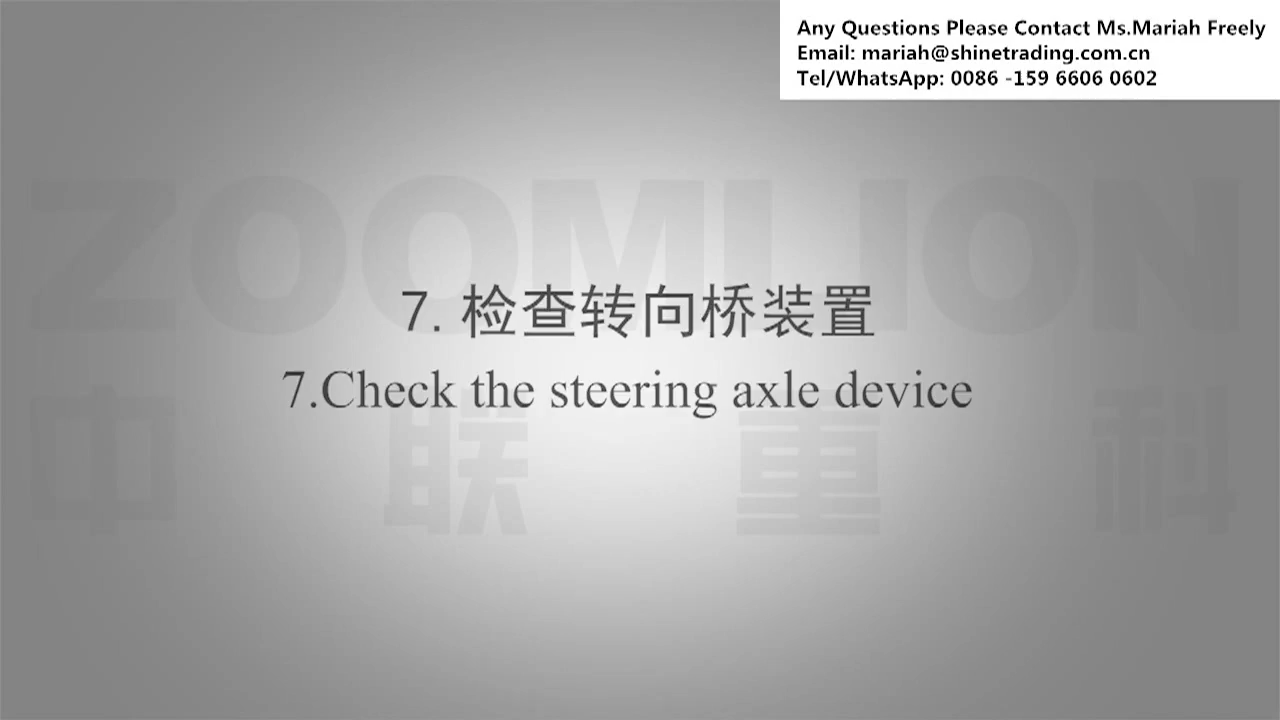 Any Questions Please Contact Ms.Mariah Freely
Email: mariah@shinetrading.com.cn
Tel/WhatsApp: 0086 -159 6606 0602
ZOOMLION
7. 检查转向桥装置
7.Check the steering axle device
中联重科